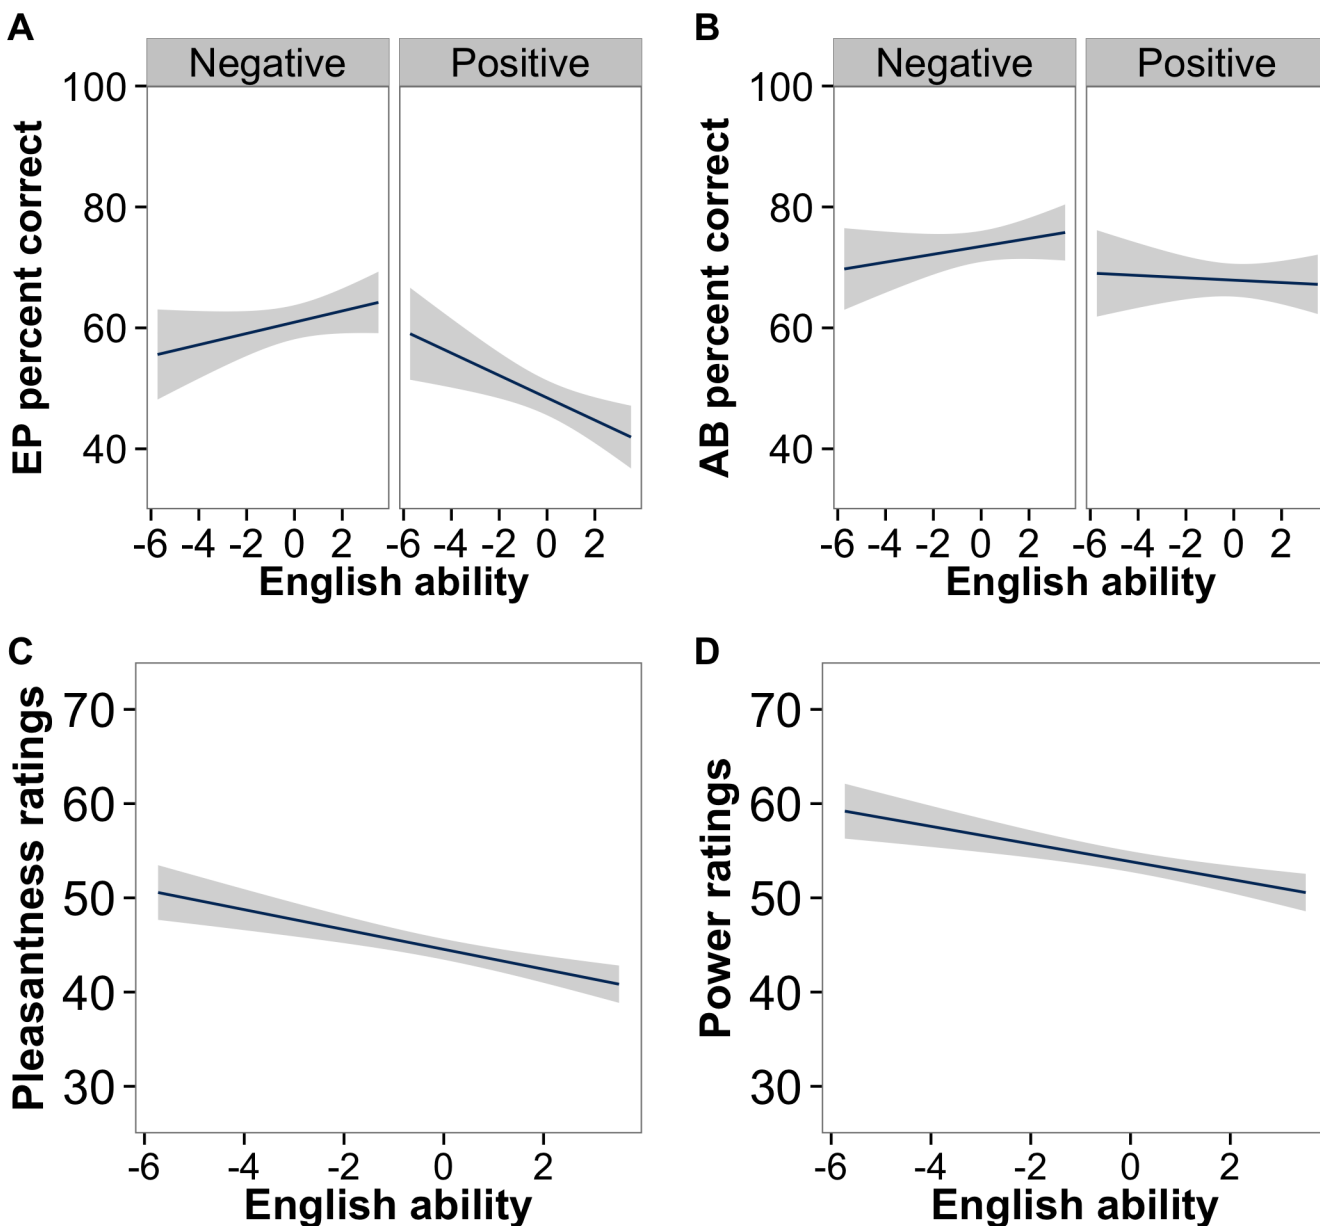 A
Negative Positive
100
80
60
40
EP percent correct
-6 -4 -2 0 2 -6 -4 -2 0 2
English ability
B
Negative Positive
100
80
60
40
AB percent correct
-6 -4 -2 0 2 -6 -4 -2 0 2
English ability
C
70
60
50
40
30
Pleasantness ratings
-6 -4 -2 0 2
English ability
D
70
60
50
40
30
Power ratings
-6 -4 -2 0 2
English ability